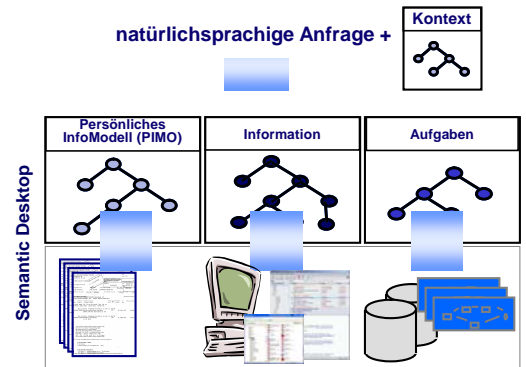 natürlichsprachige Anfrage +
Kontext
Persönliches
InfoModell (PIMO)
Information
Aufgaben
Semantic Desktop